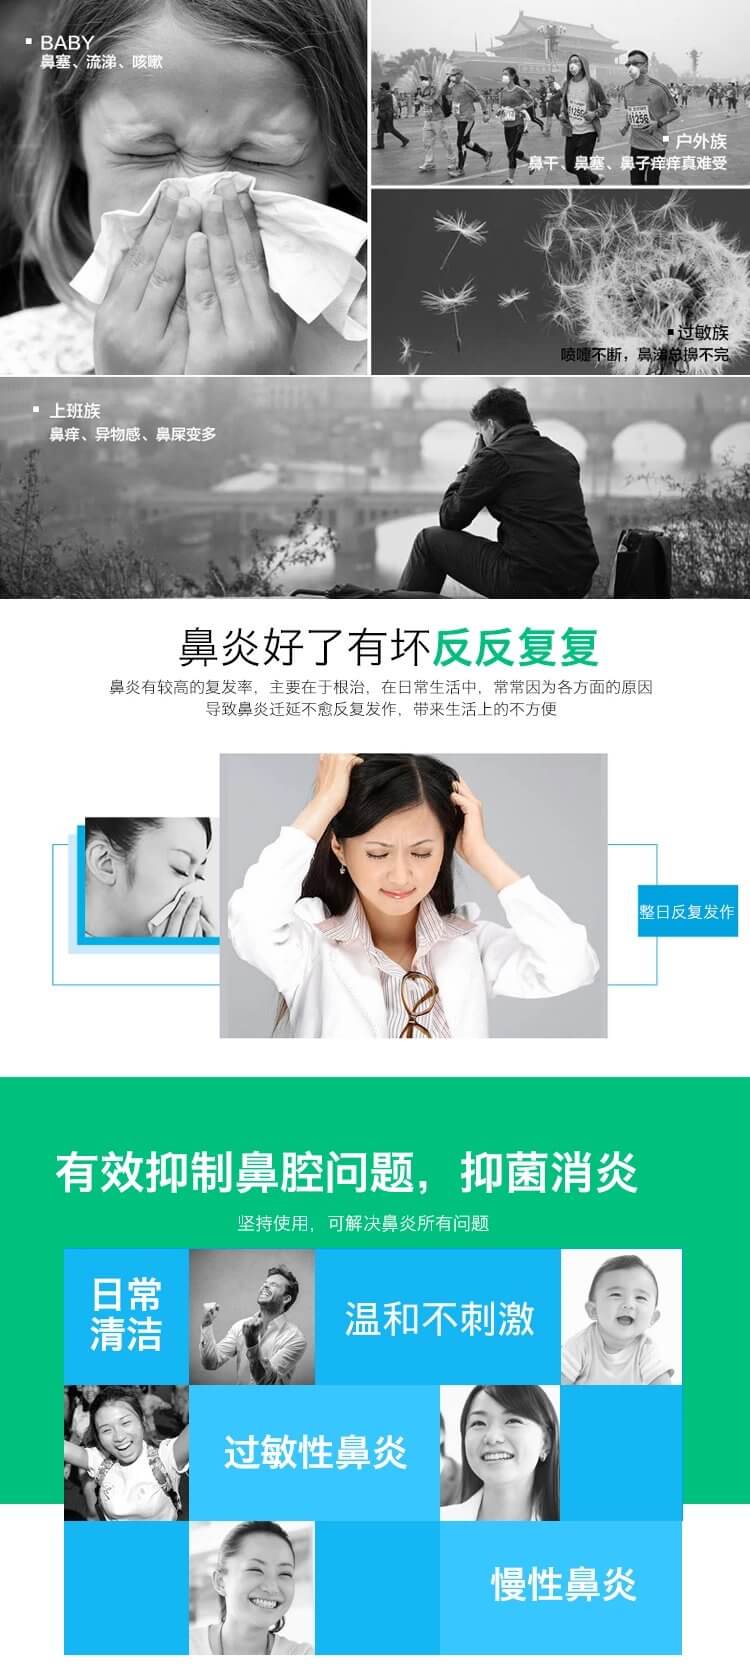 BABY
鼻塞、流涕、咳嗽
户外族
鼻干、鼻塞、鼻子痒痒真难受
过敏族
喷嚏不断，鼻涕总擤不完
上班族
鼻痒、异物感、鼻屎变多
鼻炎好了有坏反反复复
鼻炎有较高的复发率，主要在于根治，在日常生活中，常常因为各方面的原因
导致鼻炎迁延不愈反复发作，带来生活上的不方便
整日反复发作
有效抑制鼻腔问题，抑菌消炎
坚持使用，可解决鼻炎所有问题
日常
清洁
温和不刺激
过敏性鼻炎
慢性鼻炎